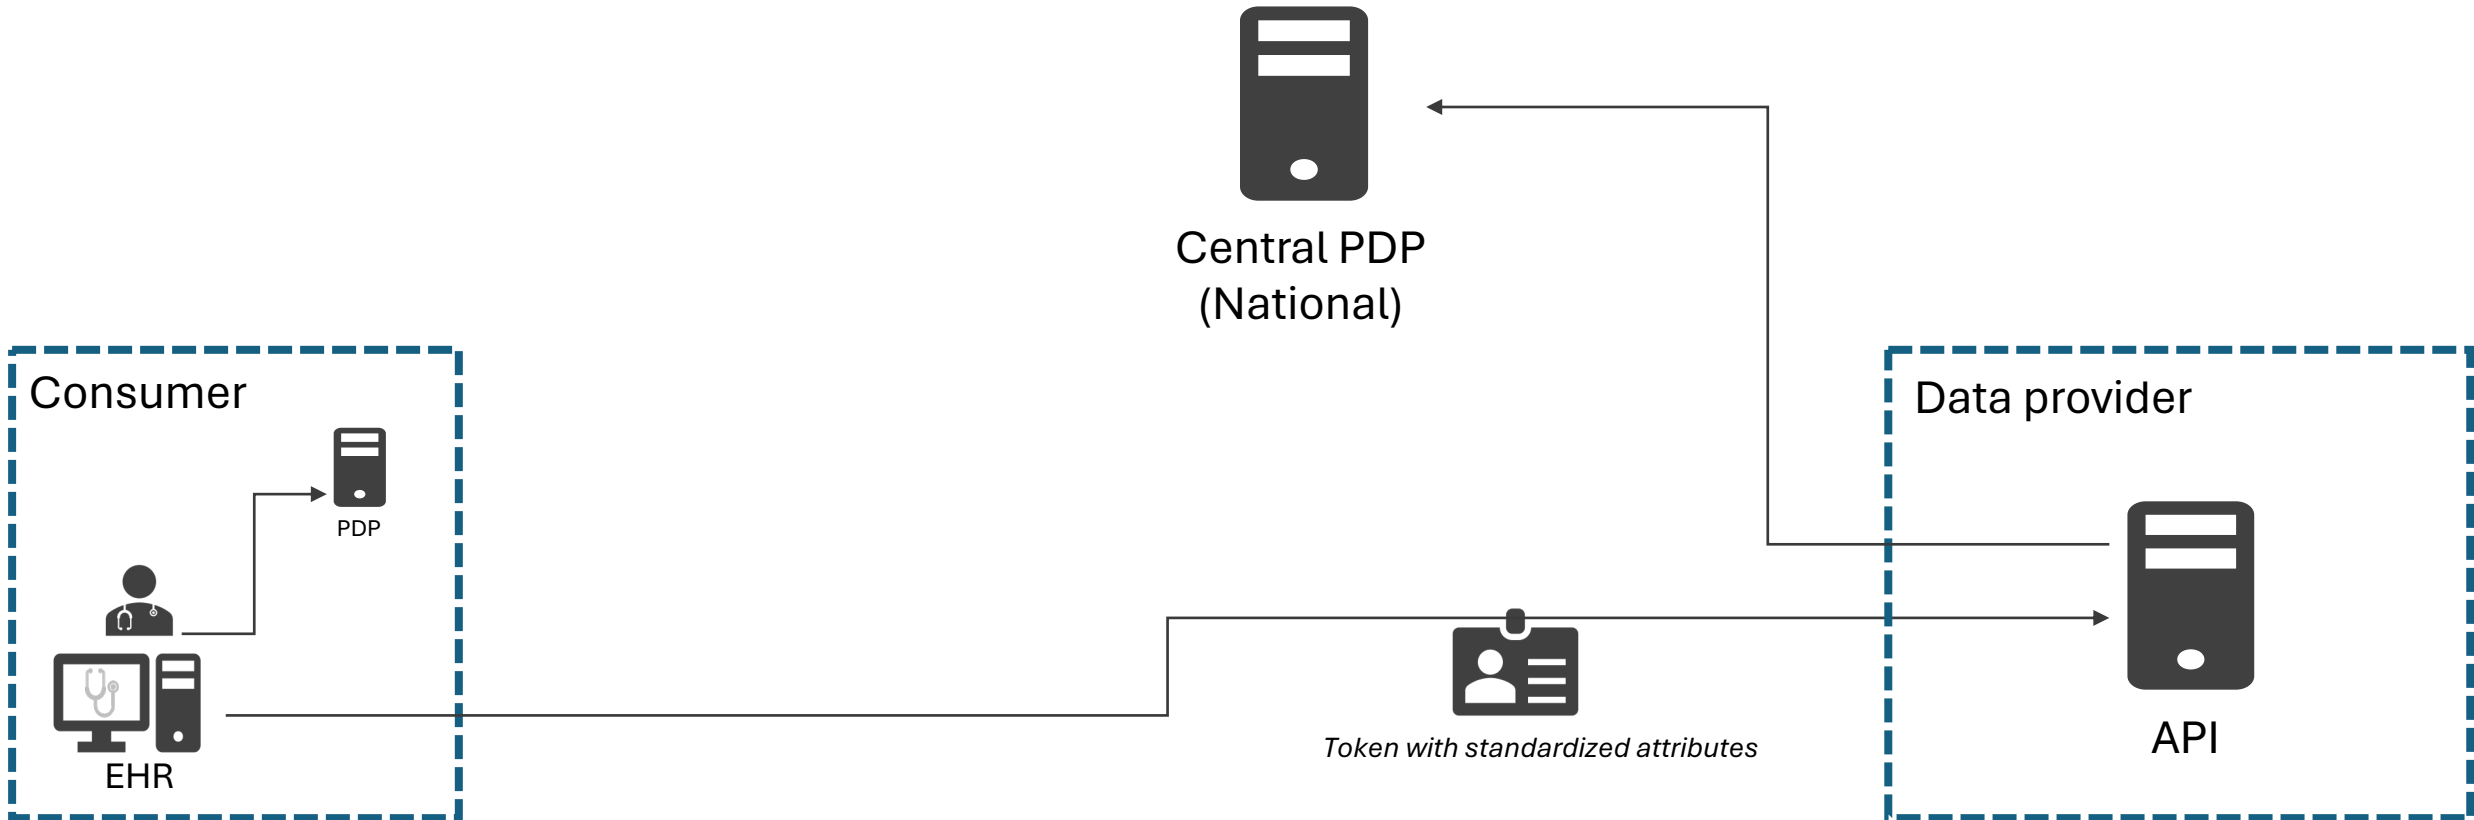 Central PDP
(National)
Consumer
PDP
EHR
Token with standardized attributes
Data provider
API